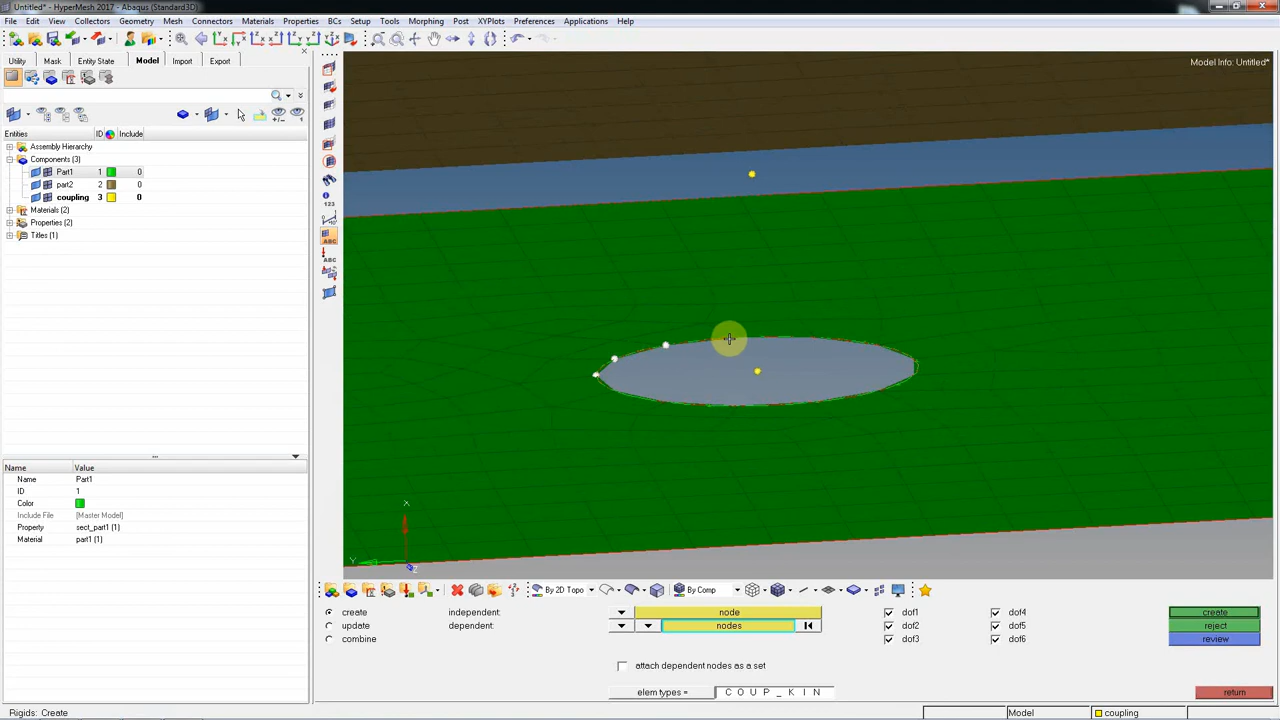 Untitled* - HyperMesh 2017 - Abaqus (Standard3D)
File Edit View Collectors Geometry Mesh Connectors Materials Properties BCs Setup Tools Morphing Post XYPlots Preferences Applications Help
Utility Mask Entity State Model Import Export
Model Info: Untitled*
Entities ID Include
Assembly Hierarchy
Components (3)
Part1 1 0
part2 2 0
coupling 3 0
Materials (2)
Properties (2)
Titles (1)
123
ABC
ABC
Name Value
Name Part1
ID 1
Color
Include File [Master Model]
Property sect_part1 (1)
Material part1 (1)
X
Y
Z
By 2D Topo By Comp
create independent: node dof1 dof4 create
update dependent: nodes dof2 dof5 reject
combine dof3 dof6 review
attach dependent nodes as a set
elem types = C O U P _ K I N return
Rigids: Create Model coupling